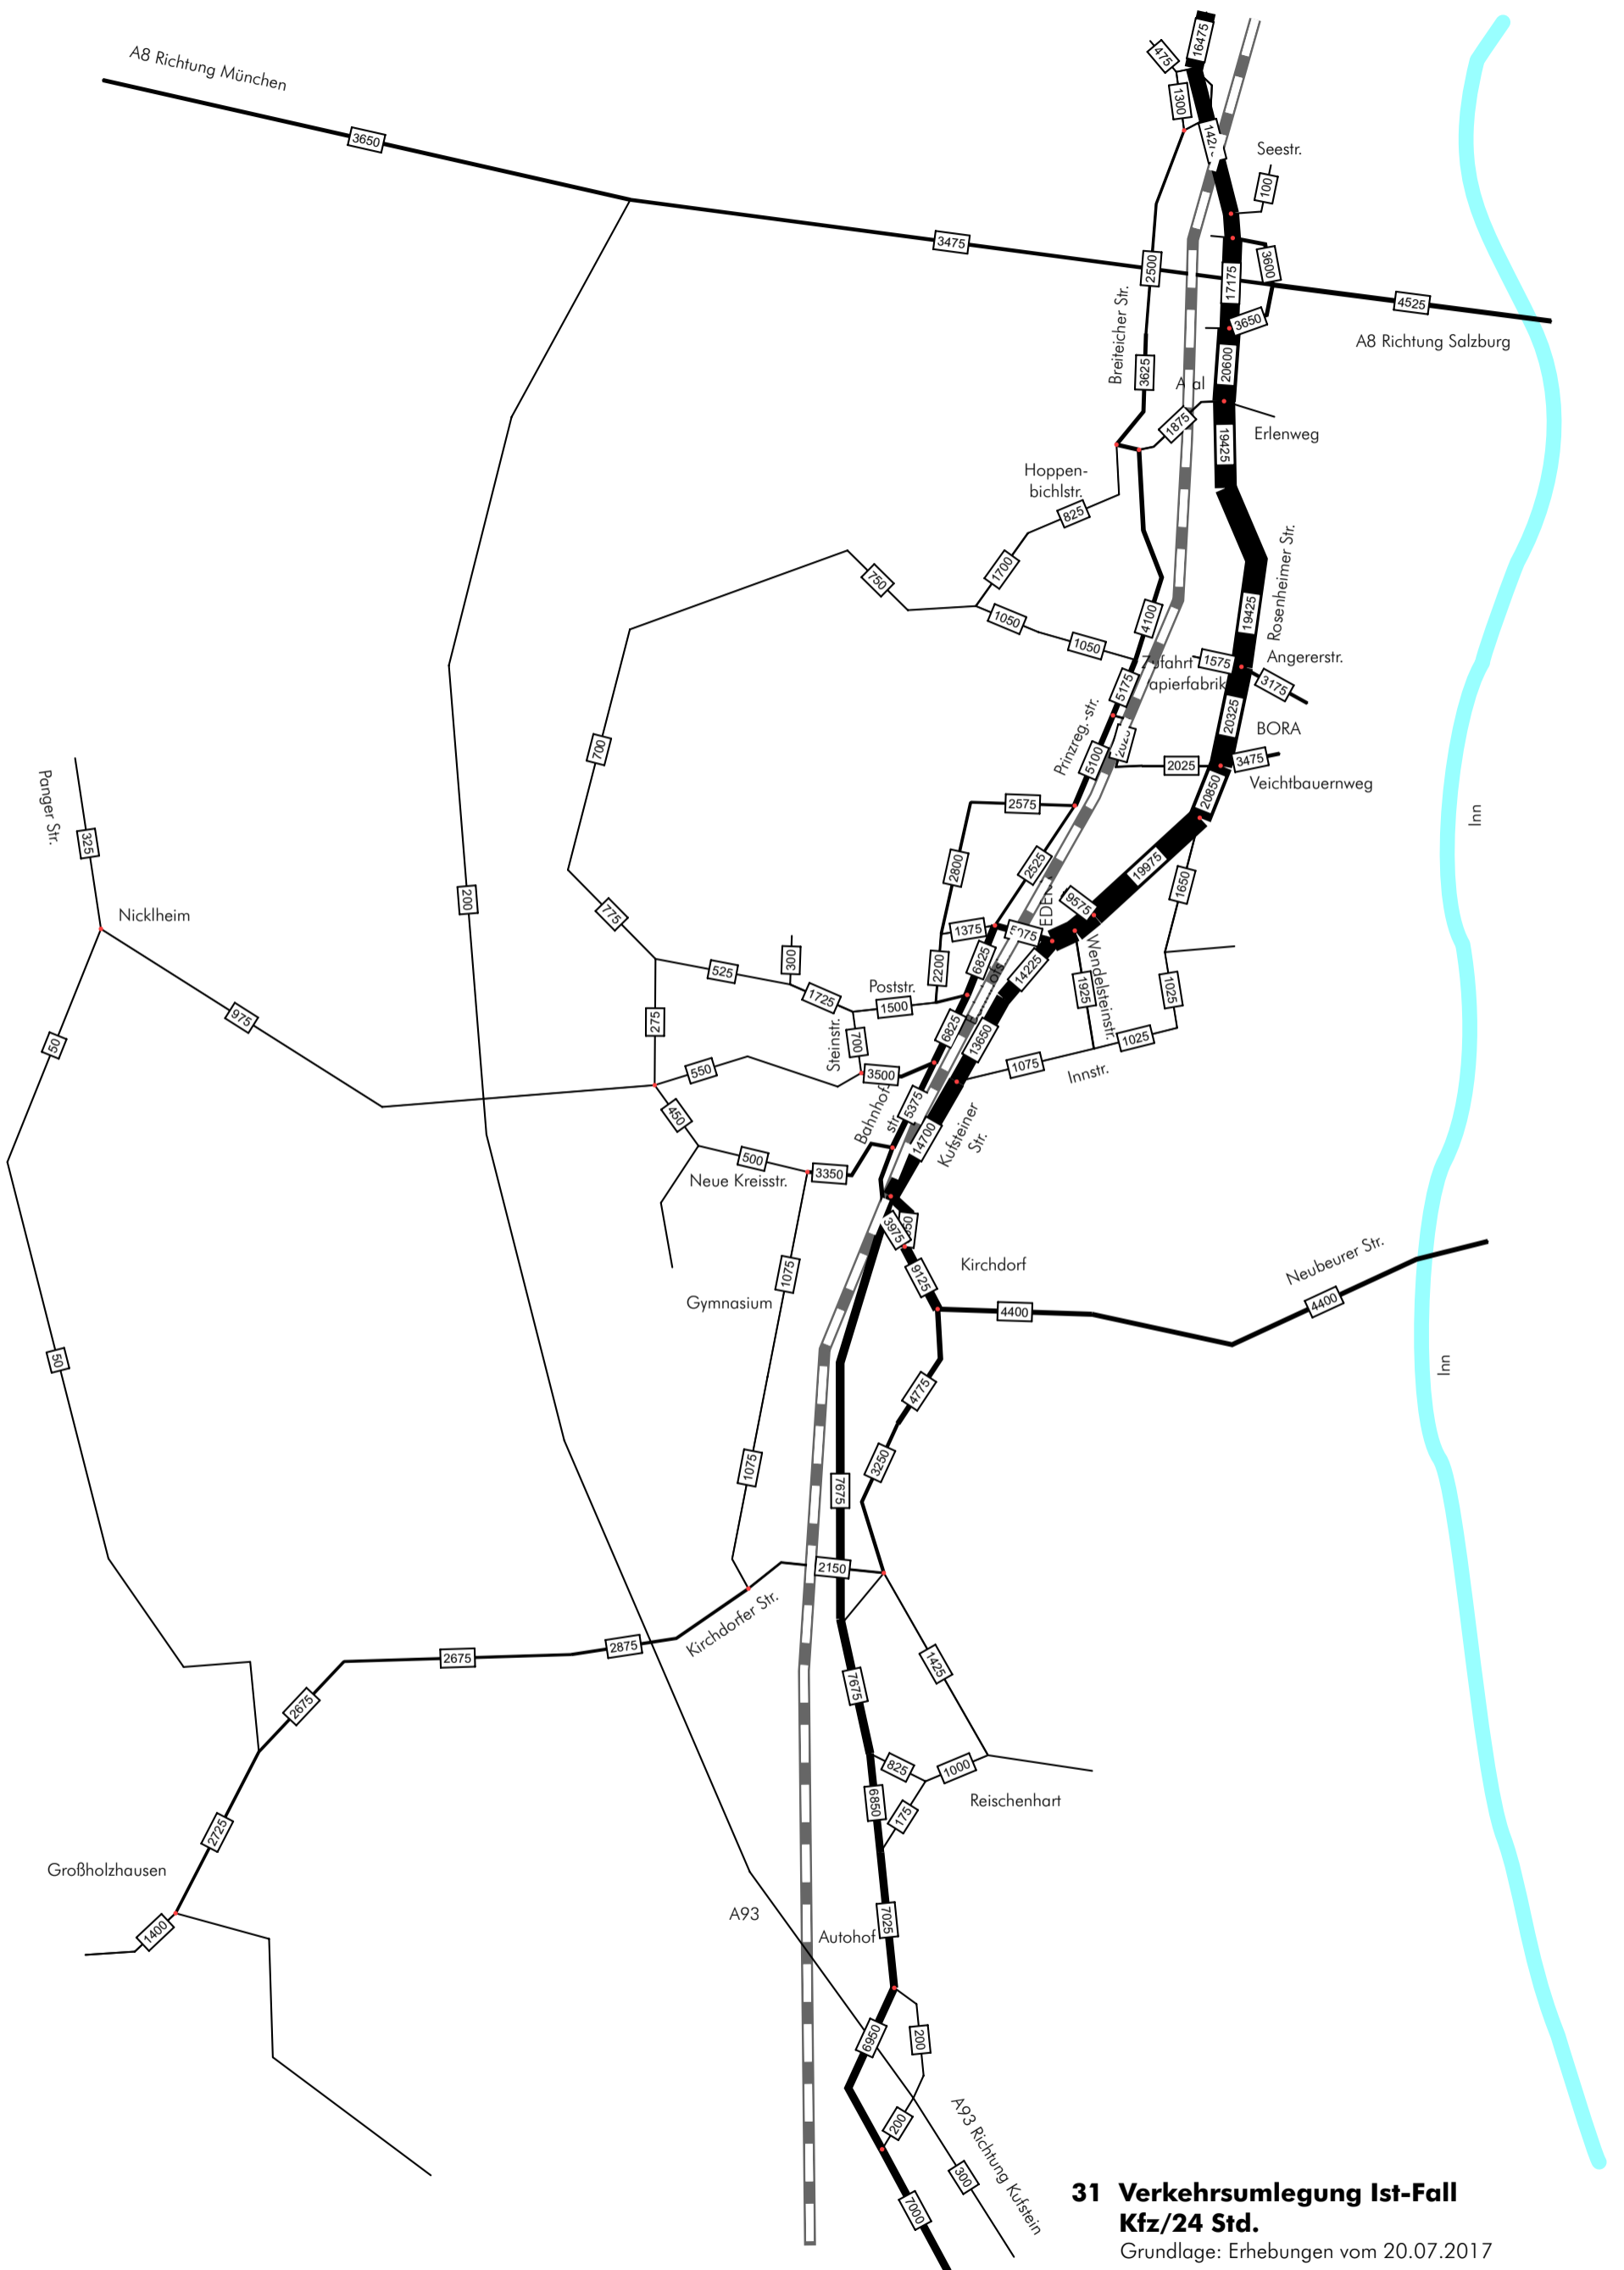 16475
475
1300
A8 Richtung München
3650
Seestr.
100
3475
2500
17175
3600
4525
3650
A8 Richtung Salzburg
Breiteicher Str.
3625
20600
1875
Erlenweg
19425
Hoppen-
bichlstr.
825
1700
750
1050
1050
4100
19425
Rosenheimer Str.
Zufahrt
1575
Angererstr.
5175
3175
20325
BORA
Prinzreg.-str.
700
5100
2025
3475
Veichtbauernweg
20850
2575
Panger Str.
325
2800
2525
19975
1650
200
Nicklheim
775
9575
1375
6825
14225
525
300
2200
1725
Poststr.
1500
1925
Wendelsteinstr.
1025
975
275
Steinstr.
700
6825
13650
1025
50
550
3500
1075
Innstr.
450
Bahnhof-
str.
5375
14700
Kufsteiner
Str.
500
3350
Neue Kreisstr.
3975
1075
9125
Kirchdorf
Neubeurer Str.
Gymnasium
4400
4400
50
4775
Inn
Inn
1075
7675
3250
2150
Kirchdorfer Str.
2875
2675
1425
2675
7675
825
1000
6850
175
Reischenhart
2725
Großholzhausen
1400
A93
7025
Autohof
6950
200
200
A93 Richtung Kufstein
300
7000
31 Verkehrsumlegung Ist-Fall
Kfz/24 Std.
Grundlage: Erhebungen vom 20.07.2017